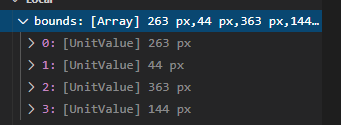 Local
bounds: [Array] 263 px,44 px,363 px,144…
0: [UnitValue] 263 px
1: [UnitValue] 44 px
2: [UnitValue] 363 px
3: [UnitValue] 144 px